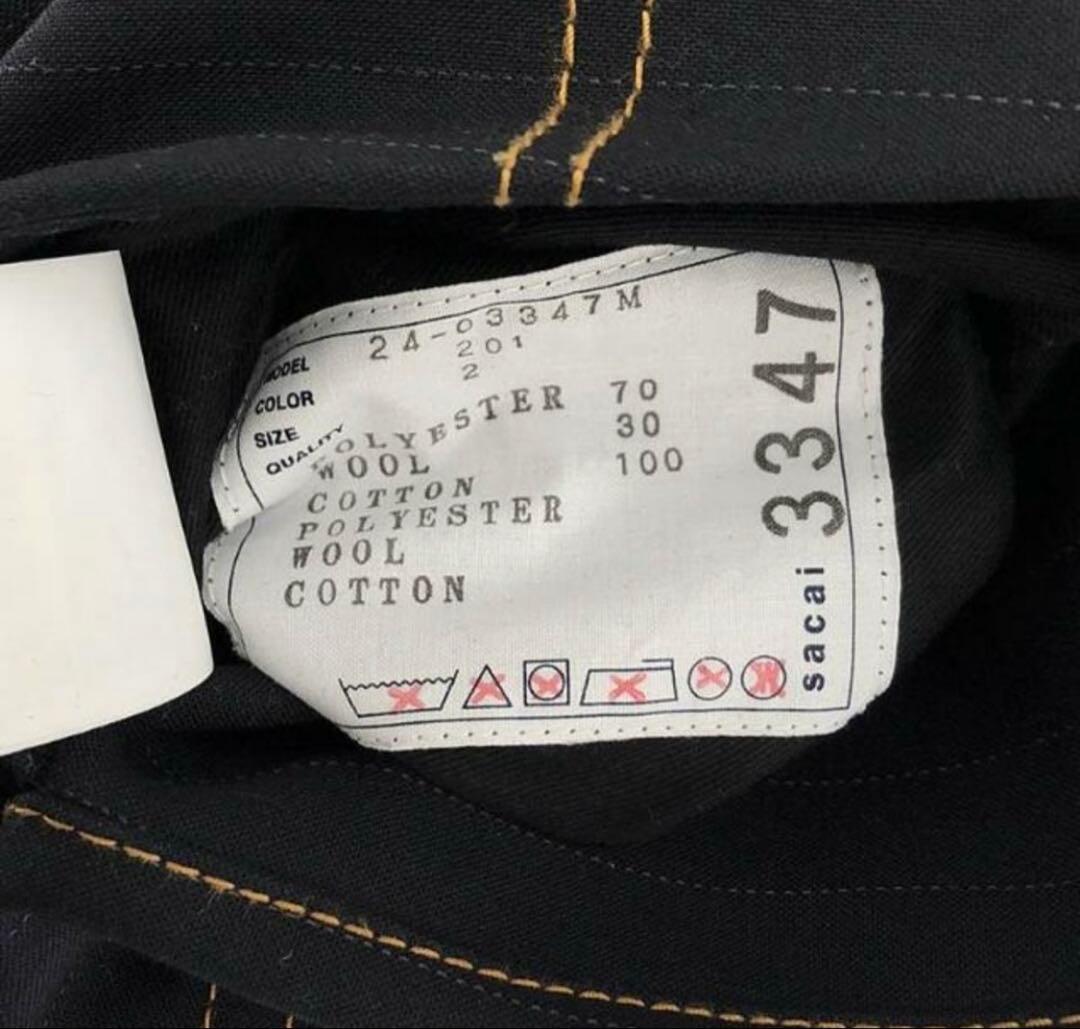 MODEL 24-03347M
COLOR 201
SIZE 2
QUALITY POLYESTER 70
WOOL 30
COTTON 100
POLYESTER
WOOL
COTTON
3347
sacai